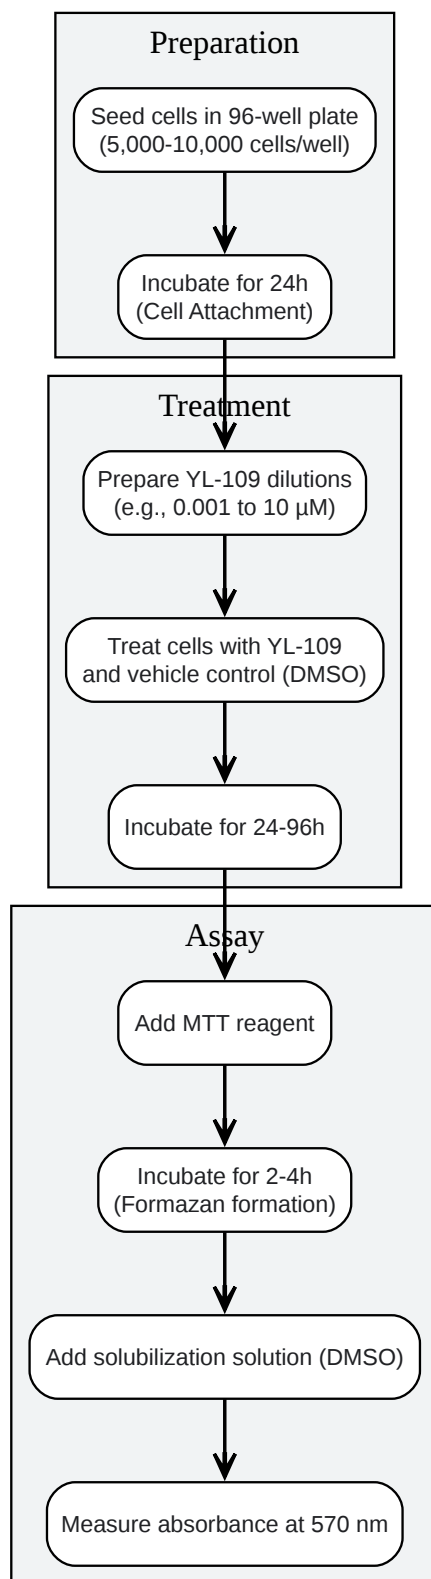 Preparation
Seed cells in 96-well plate
(5,000-10,000 cells/well)
Incubate for 24h
(Cell Attachment)
Treatment
Prepare YL-109 dilutions
(e.g., 0.001 to 10 µM)
Treat cells with YL-109
and vehicle control (DMSO)
Incubate for 24-96h
Assay
Add MTT reagent
Incubate for 2-4h
(Formazan formation)
Add solubilization solution (DMSO)
Measure absorbance at 570 nm